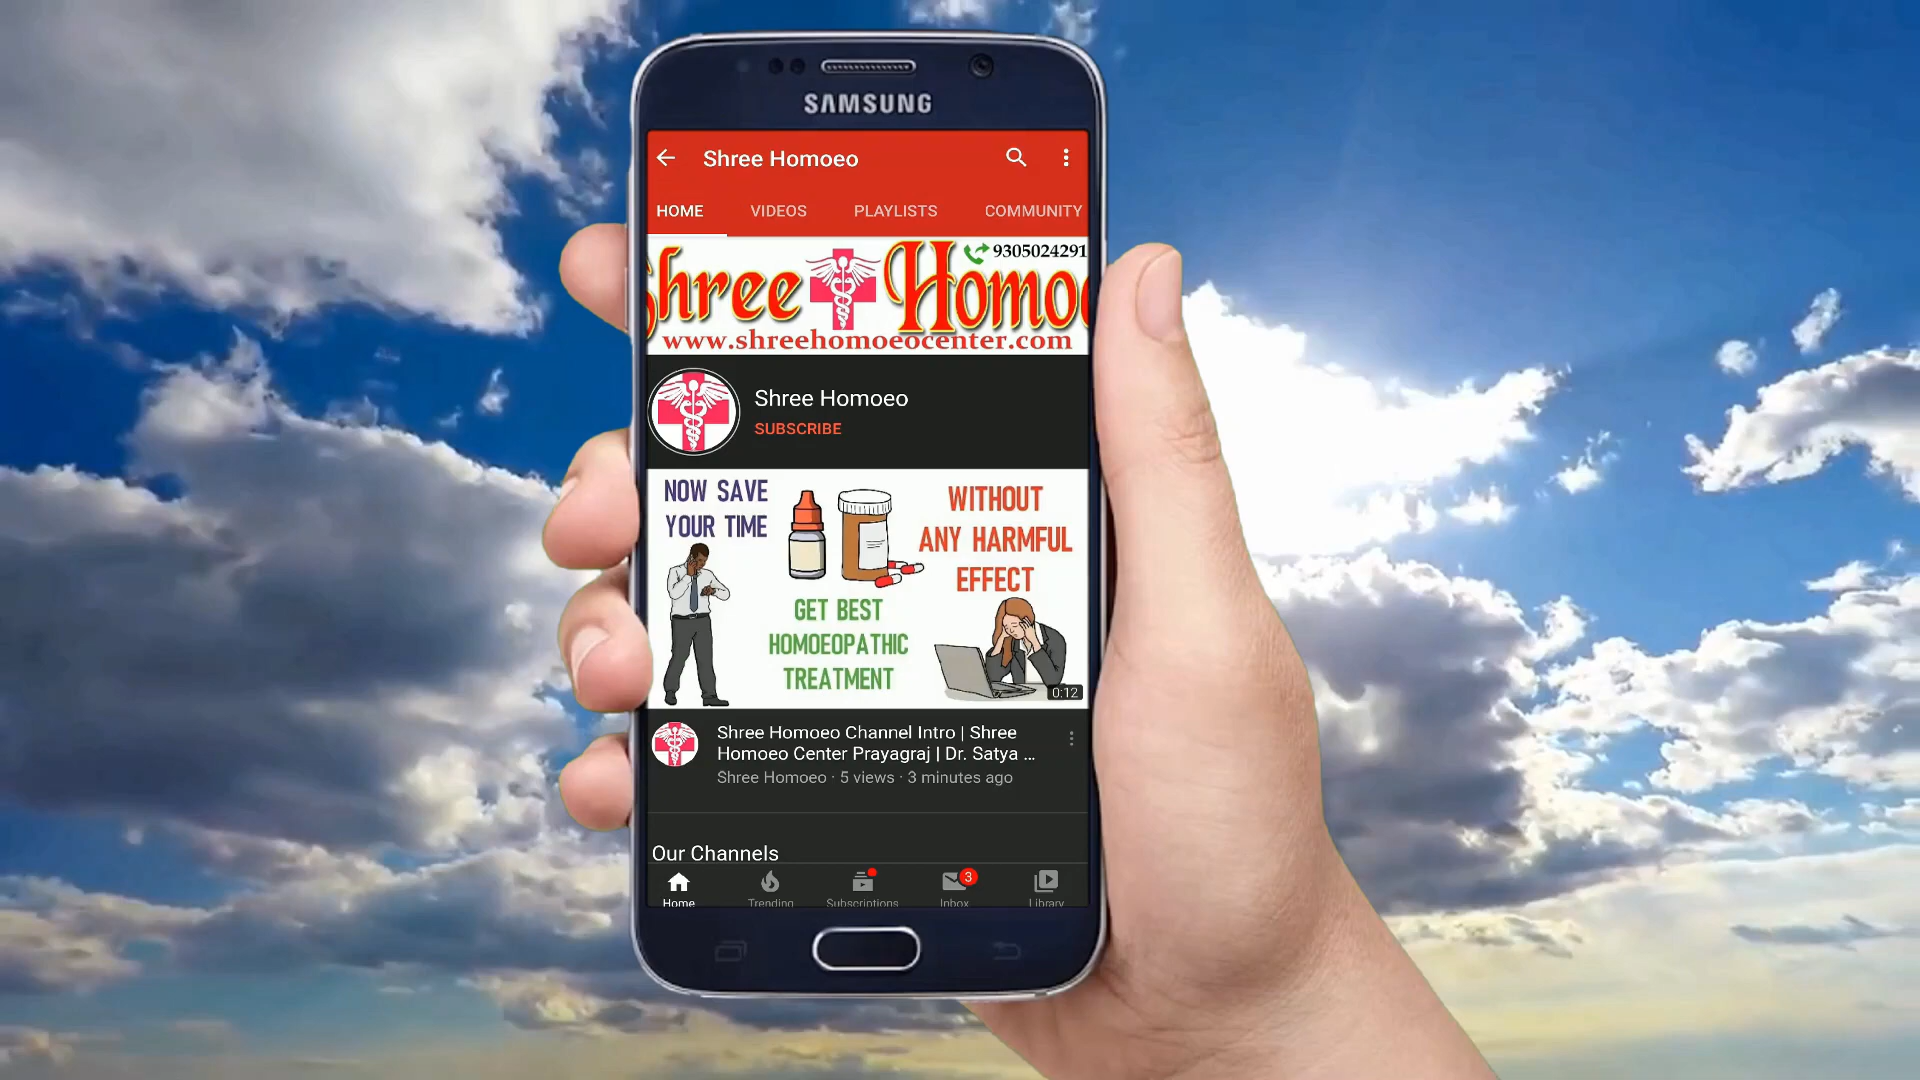 SAMSUNG
Shree Homoeo
HOME VIDEOS PLAYLISTS COMMUNITY
9305024291
Shree Homoe
www.shreehomoeocenter.com
Shree Homoeo
SUBSCRIBE
NOW SAVE
YOUR TIME
WITHOUT
ANY HARMFUL
EFFECT
GET BEST
HOMOEOPATHIC
TREATMENT
0:12
Shree Homoeo Channel Intro | Shree
Homoeo Center Prayagraj | Dr. Satya ...
Shree Homoeo · 5 views · 3 minutes ago
Our Channels
3
Home Trending Subscriptions Inbox Library